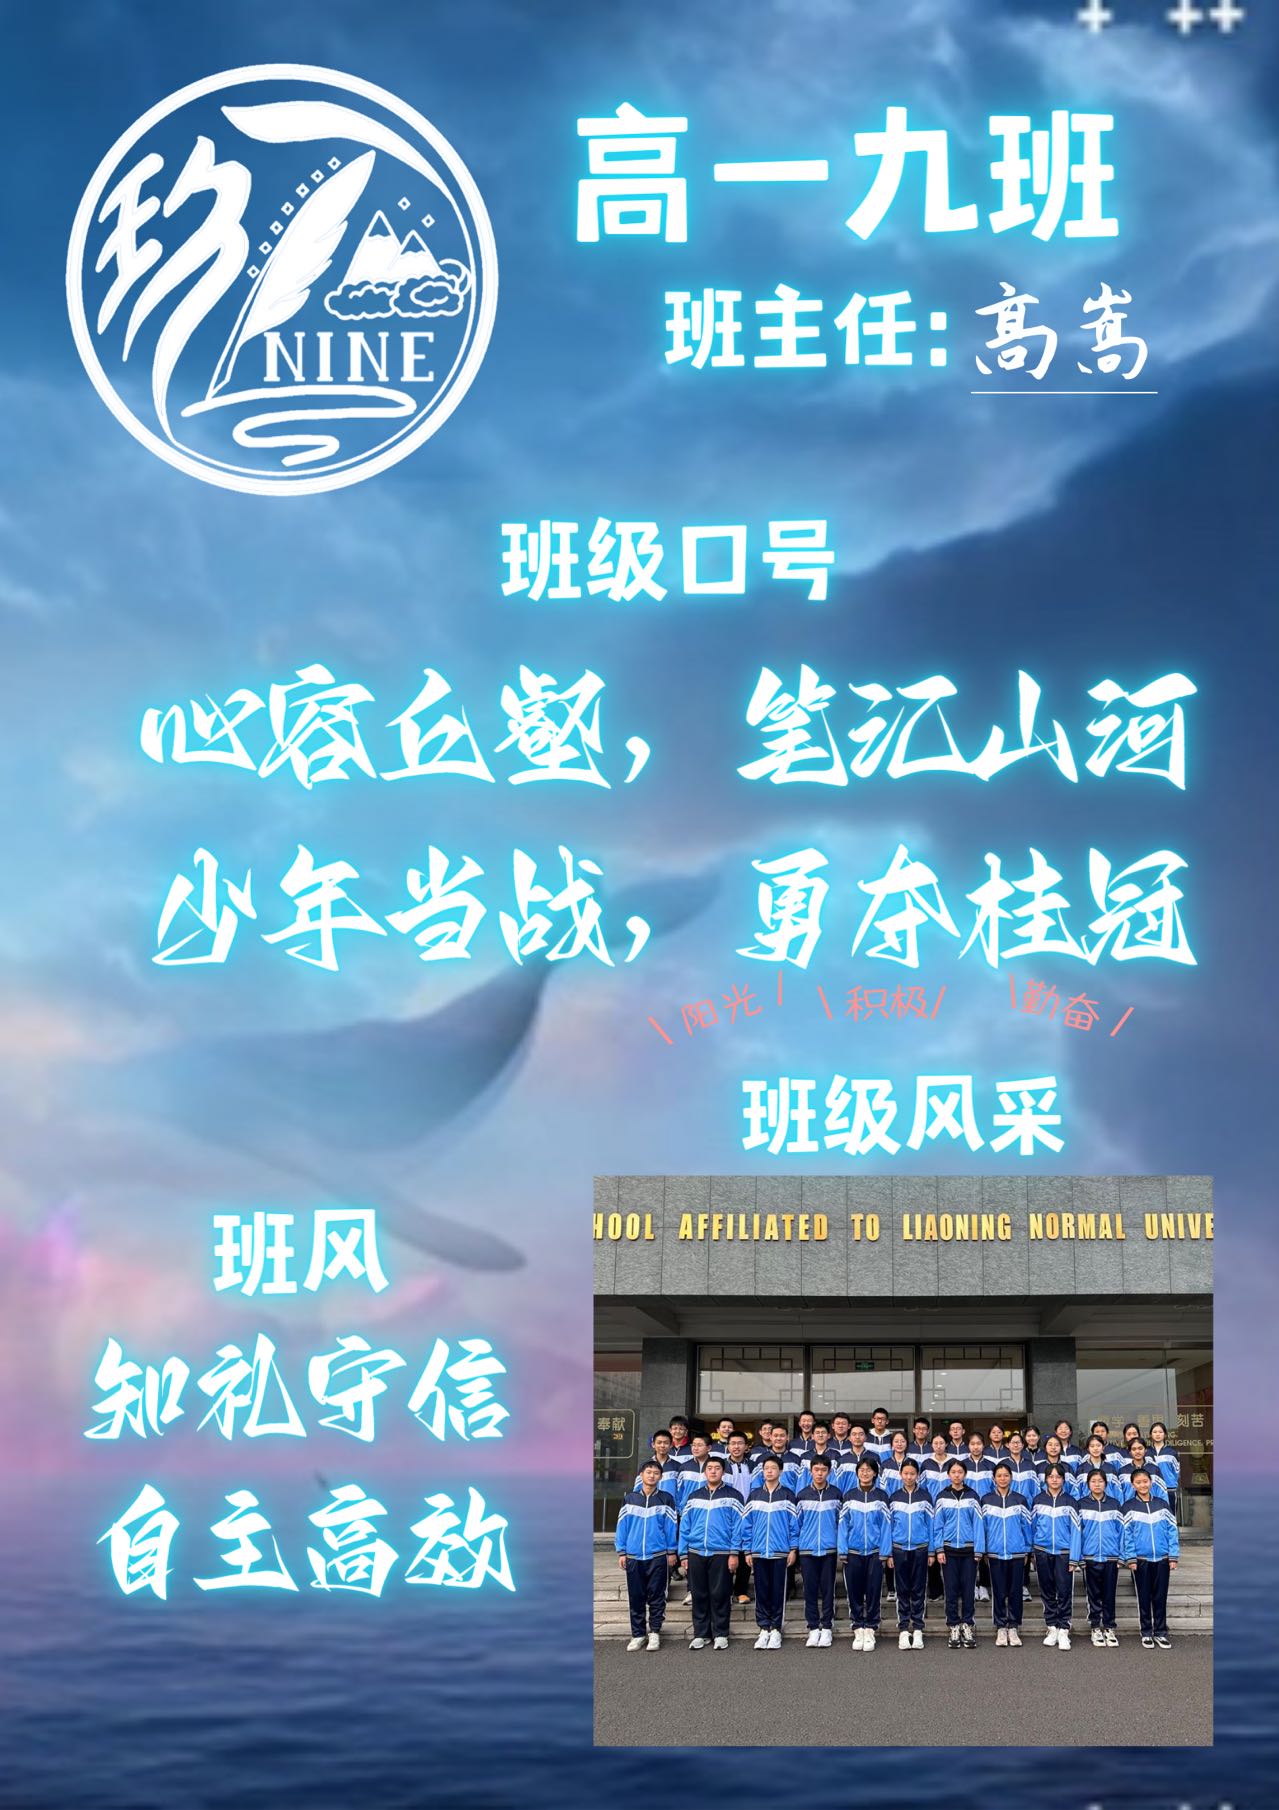 玖
NINE
高一九班
班主任：高嵩
班级口号
心容丘壑，笔记山河
少年当战，勇夺桂冠
\阳光/ \积极/ \勤奋/
班级风采
班风
知礼守信
自主高效
HOOL AFFILIATED TO LIAONING NORMAL UNIVE
奉献
刻苦